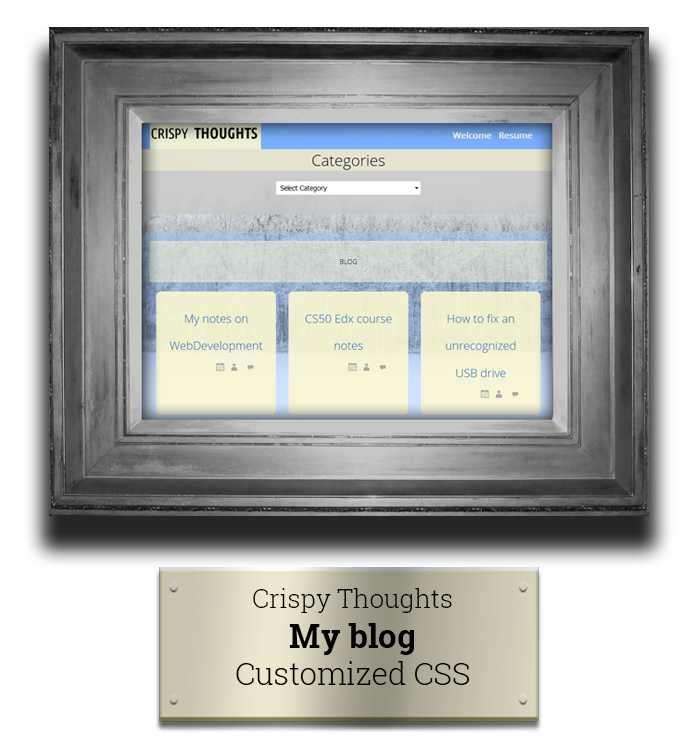 CRISPY THOUGHTS
Welcome Resume
Categories
Select Category
BLOG
My notes on
WebDevelopment
CS50 Edx course
notes
How to fix an
unrecognized
USB drive
Crispy Thoughts
My blog
Customized CSS